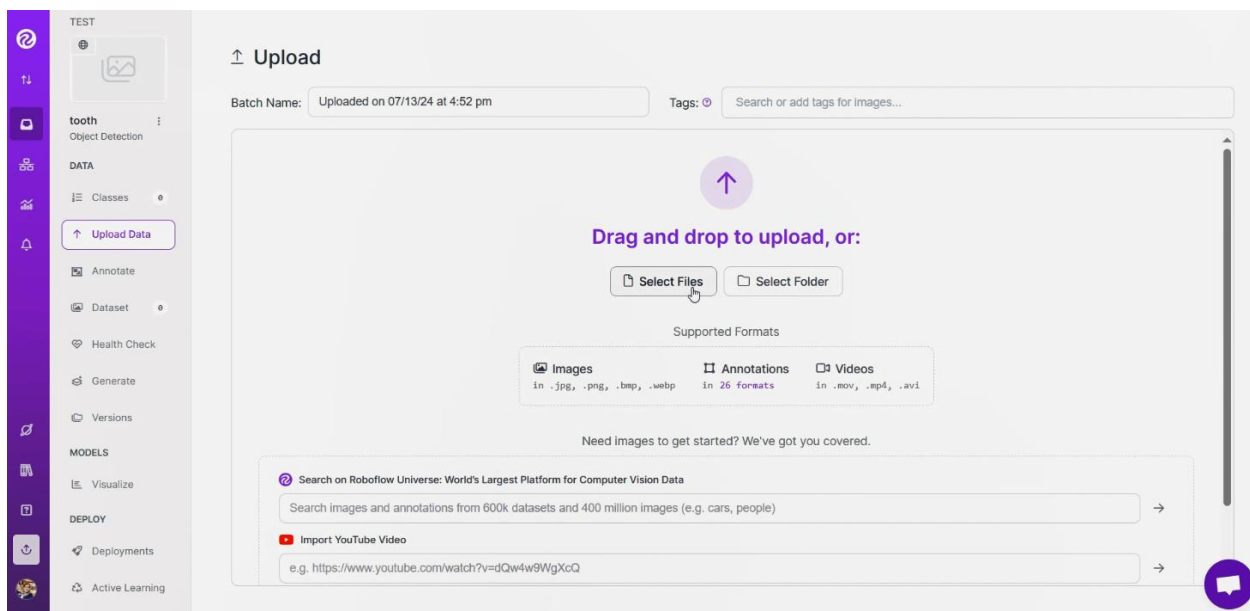 TEST
tooth
Object Detection
DATA
Classes 0
Upload Data
Annotate
Dataset 0
Health Check
Generate
Versions
MODELS
Visualize
DEPLOY
Deployments
Active Learning
Upload
Batch Name: Uploaded on 07/13/24 at 4:52 pm Tags: Search or add tags for images...
Drag and drop to upload, or:
Select Files Select Folder
Supported Formats
Images Annotations Videos
in .jpg, .png, .bmp, .webp in 26 formats in .mov, .mp4, .avi
Need images to get started? We've got you covered.
Search on Roboflow Universe: World's Largest Platform for Computer Vision Data
Search images and annotations from 600k datasets and 400 million images (e.g. cars, people)
Import YouTube Video
e.g. https://www.youtube.com/watch?v=dQw4w9WgXcQ